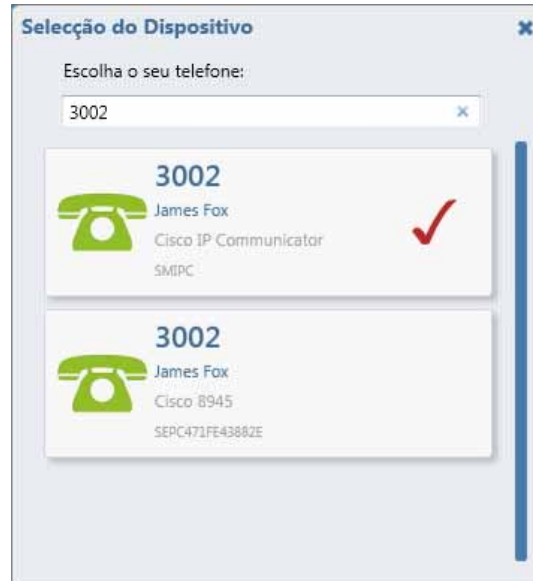 Selecção do Dispositivo
Escolha o seu telefone:
3002
3002
James Fox
Cisco IP Communicator
SMIPC
3002
James Fox
Cisco 8945
SEPC471FE43882E